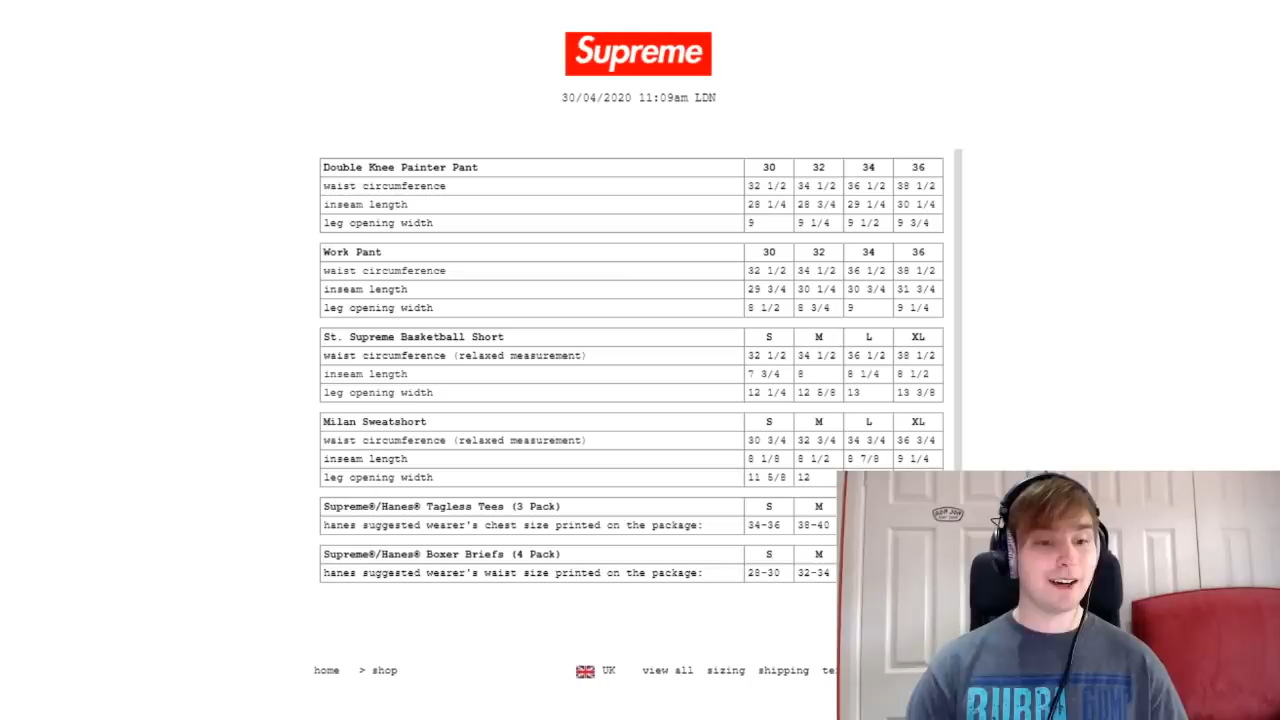 Supreme
30/04/2020 11:09am LDN
Double Knee Painter Pant 30 32 34 36
waist circumference 32 1/2 34 1/2 36 1/2 38 1/2
inseam length 28 1/4 28 3/4 29 1/4 30 1/4
leg opening width 9 9 1/4 9 1/2 9 3/4
Work Pant 30 32 34 36
waist circumference 32 1/2 34 1/2 36 1/2 38 1/2
inseam length 29 3/4 30 1/4 30 3/4 31 3/4
leg opening width 8 1/2 8 3/4 9 9 1/4
St. Supreme Basketball Short S M L XL
waist circumference (relaxed measurement) 32 1/2 34 1/2 36 1/2 38 1/2
inseam length 7 3/4 8 8 1/4 8 1/2
leg opening width 12 1/4 12 5/8 13 13 3/8
Milan Sweatshort S M L XL
waist circumference (relaxed measurement) 30 3/4 32 3/4 34 3/4 36 3/4
inseam length 8 1/8 8 1/2 8 7/8 9 1/4
leg opening width 11 5/8 12
Supreme®/Hanes® Tagless Tees (3 Pack) S M
hanes suggested wearer's chest size printed on the package: 34-36 38-40
Supreme®/Hanes® Boxer Briefs (4 Pack) S M
hanes suggested wearer's waist size printed on the package: 28-30 32-34
home > shop UK view all sizing shipping
BUBBA GUMP